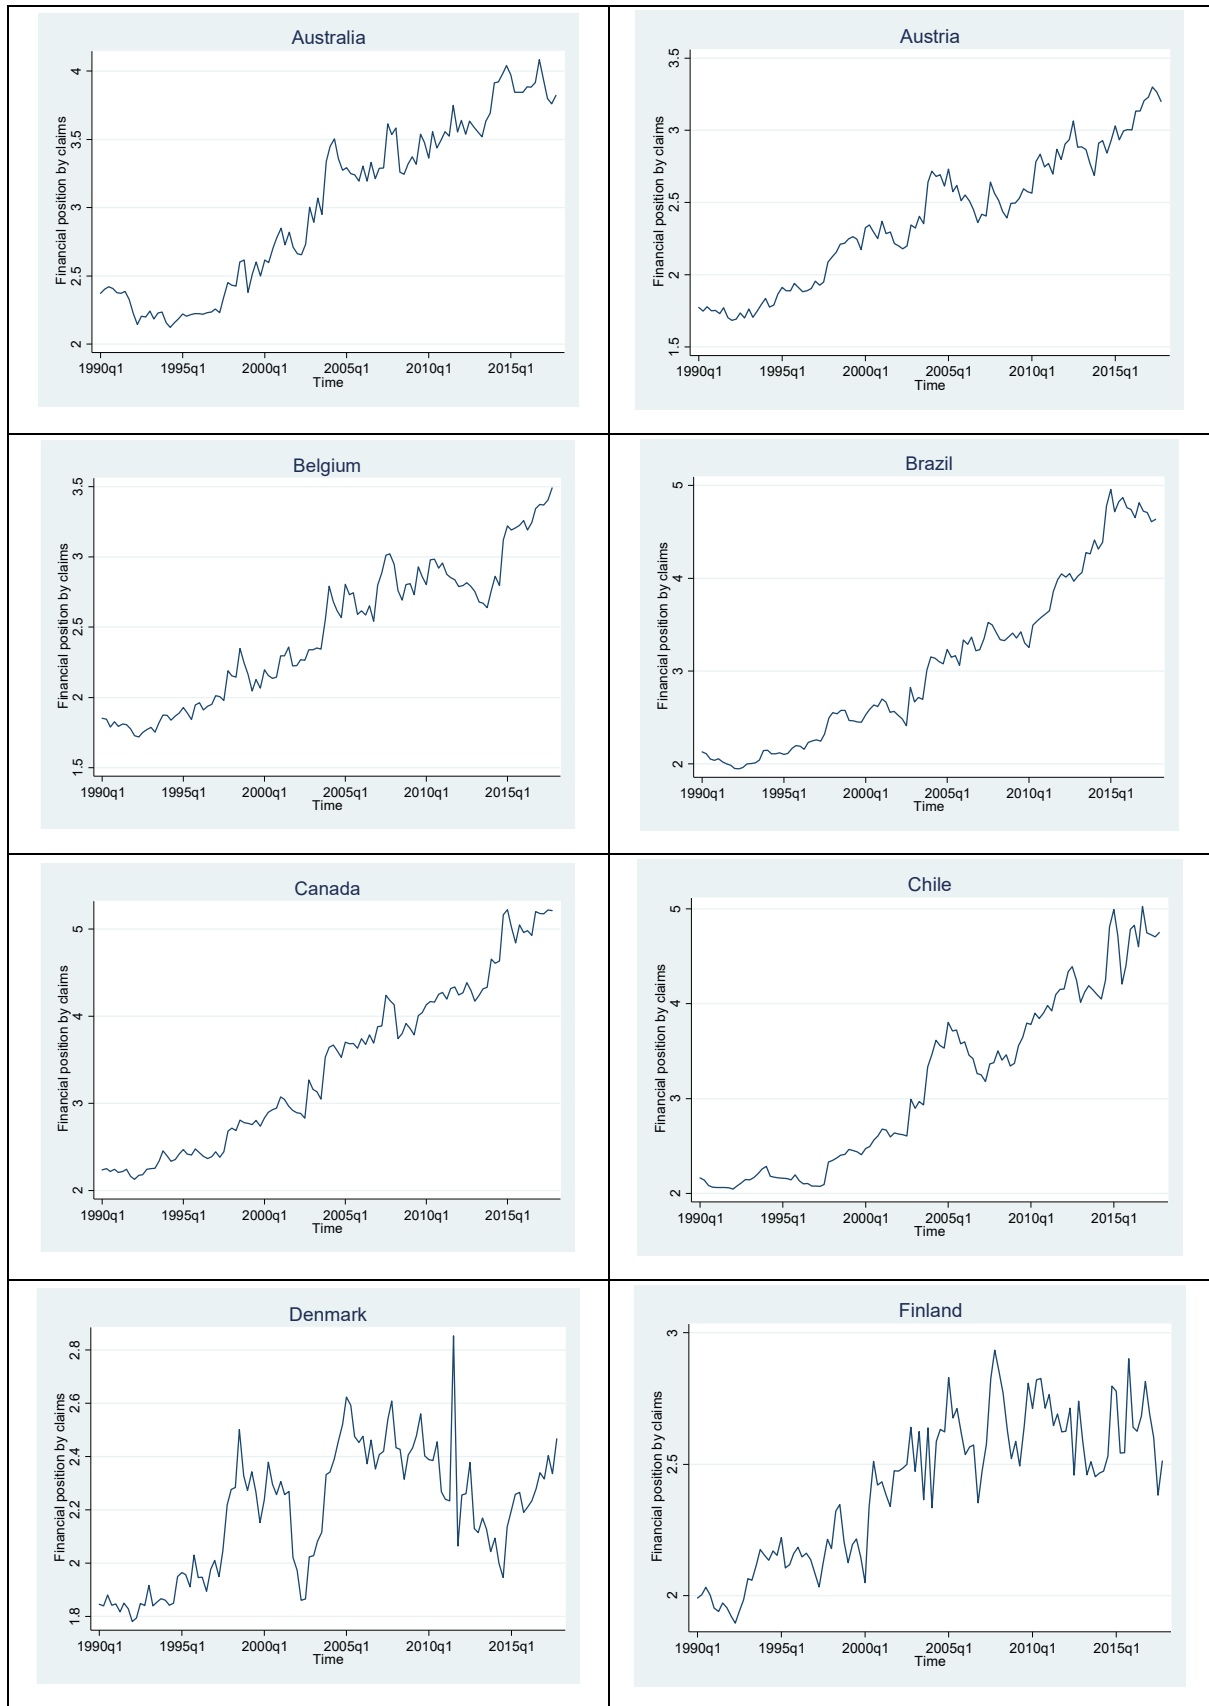 Australia
Financial position by claims
4
3.5
3
2.5
2
1990q1 1995q1 2000q1 2005q1 2010q1 2015q1
Time
Austria
Financial position by claims
3.5
3
2.5
2
1.5
1990q1 1995q1 2000q1 2005q1 2010q1 2015q1
Time
Belgium
Financial position by claims
3.5
3
2.5
2
1.5
1990q1 1995q1 2000q1 2005q1 2010q1 2015q1
Time
Brazil
Financial position by claims
5
4
3
2
1990q1 1995q1 2000q1 2005q1 2010q1 2015q1
Time
Canada
Financial position by claims
5
4
3
2
1990q1 1995q1 2000q1 2005q1 2010q1 2015q1
Time
Chile
Financial position by claims
5
4
3
2
1990q1 1995q1 2000q1 2005q1 2010q1 2015q1
Time
Denmark
Financial position by claims
2.8
2.6
2.4
2.2
2
1.8
1990q1 1995q1 2000q1 2005q1 2010q1 2015q1
Time
Finland
Financial position by claims
3
2.5
2
1990q1 1995q1 2000q1 2005q1 2010q1 2015q1
Time